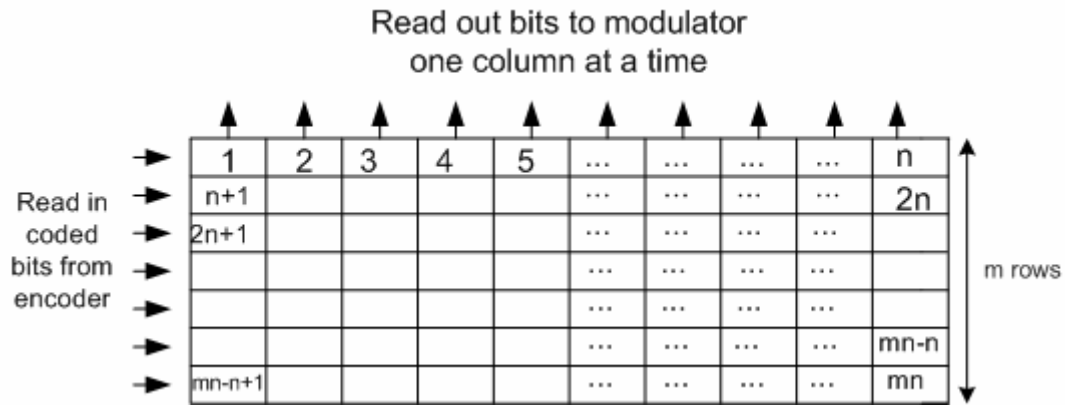 Read out bits to modulator
one column at a time
Read in
coded
bits from
encoder
1 2 3 4 5 ... ... ... ... n
n+1 ... ... ... ... 2n
2n+1 ... ... ... ...
... ... ... ...
... ... ... ...
... ... ... ... mn-n
mn-n+1 ... ... ... ... mn
m rows